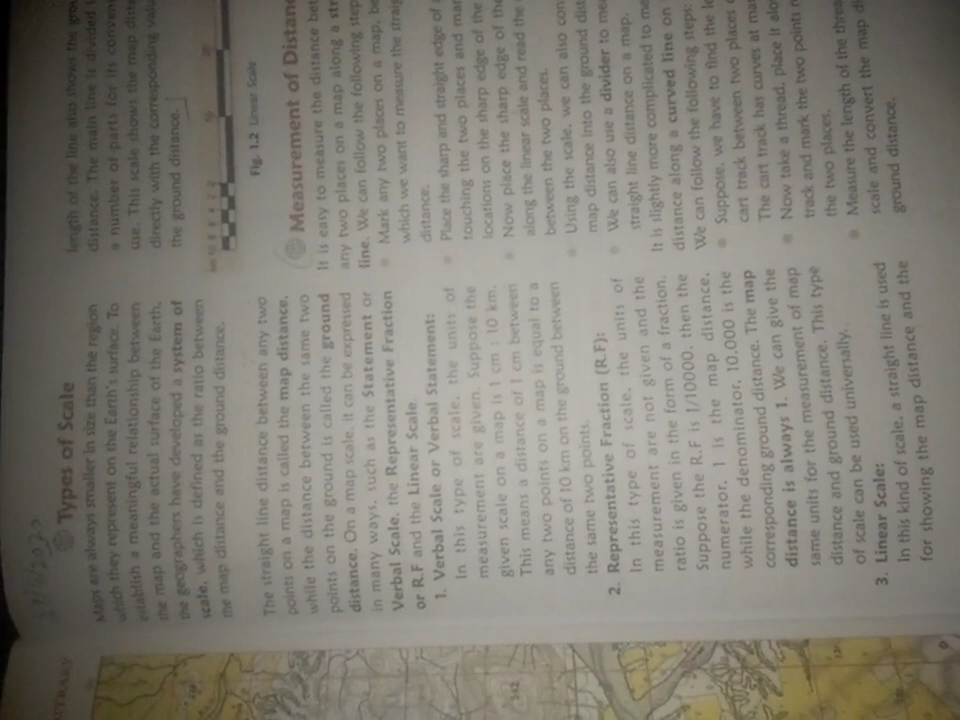 Types of Scale
Maps are always smaller in size than the region
which they represent on the Earth's surface. To
establish a meaningful relationship between
the map and the actual surface of the Earth,
the geographers have developed a system of
scale, which is defined as the ratio between
the map distance and the ground distance.
The straight line distance between any two
points on a map is called the map distance,
while the distance between the same two
points on the ground is called the ground
distance. On a map scale, it can be expressed
in many ways, such as the Statement or
Verbal Scale, the Representative Fraction
or R.F and the Linear Scale.
1. Verbal Scale or Verbal Statement:
In this type of scale, the units of
measurement are given. Suppose the
given scale on a map is 1 cm : 10 km.
This means a distance of 1 cm between
any two points on a map is equal to a
distance of 10 km on the ground between
the same two points.
2. Representative Fraction (R.F):
In this type of scale, the units of
measurement are not given and the
ratio is given in the form of a fraction.
Suppose the R.F is 1/10000, then the
numerator, 1 is the map distance,
while the denominator, 10,000 is the
corresponding ground distance. The map
distance is always 1. We can give the
same units for the measurement of map
distance and ground distance. This type
of scale can be used universally.
3. Linear Scale:
In this kind of scale, a straight line is used
for showing the map distance and the
length of the line also shows the
distance. The main line is divided
a number of parts for its
use. This scale shows the map
directly with the corresponding
the ground distance.
Fig. 1.2 Linear Scale
Measurement of
It is easy to measure the distance
any two places on a map along a
line. We can follow the following
Mark any two places on a map,
which we want to measure the
distance.
Place the sharp and straight edge of
touching the two places and
locations on the sharp edge of the
Now place the sharp edge of the
along the linear scale and read the
between the two places.
Using the scale, we can also
map distance into the ground
We can also use a divider to
straight line distance on a map.
It is slightly more complicated to
distance along a curved line on
We can follow the following steps:
Suppose, we have to find the
cart track between two places
The cart track has curves at
Now take a thread, place it
track and mark the two points
the two places.
Measure the length of the
scale and convert the map
ground distance.